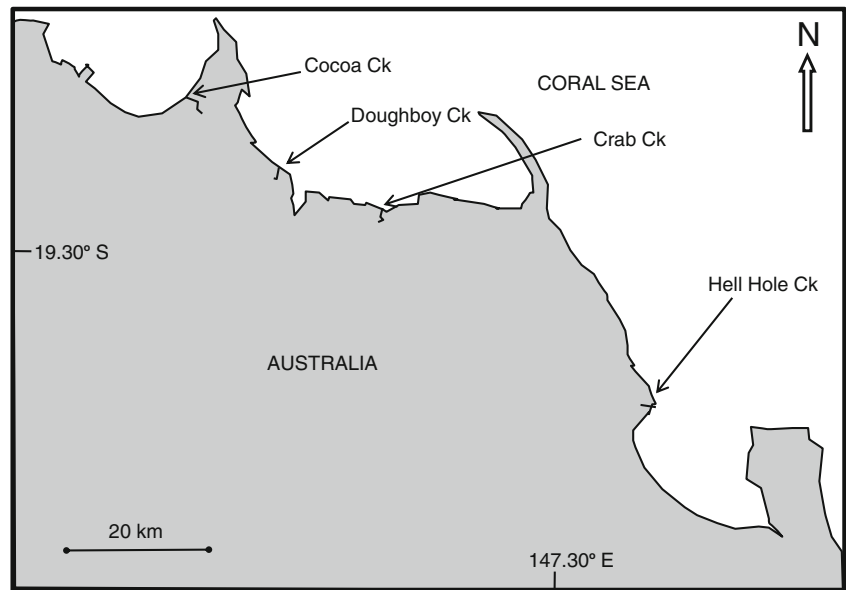 N
Cocoa Ck
CORAL SEA
Doughboy Ck
Crab Ck
19.30° S
Hell Hole Ck
AUSTRALIA
20 km
147.30° E